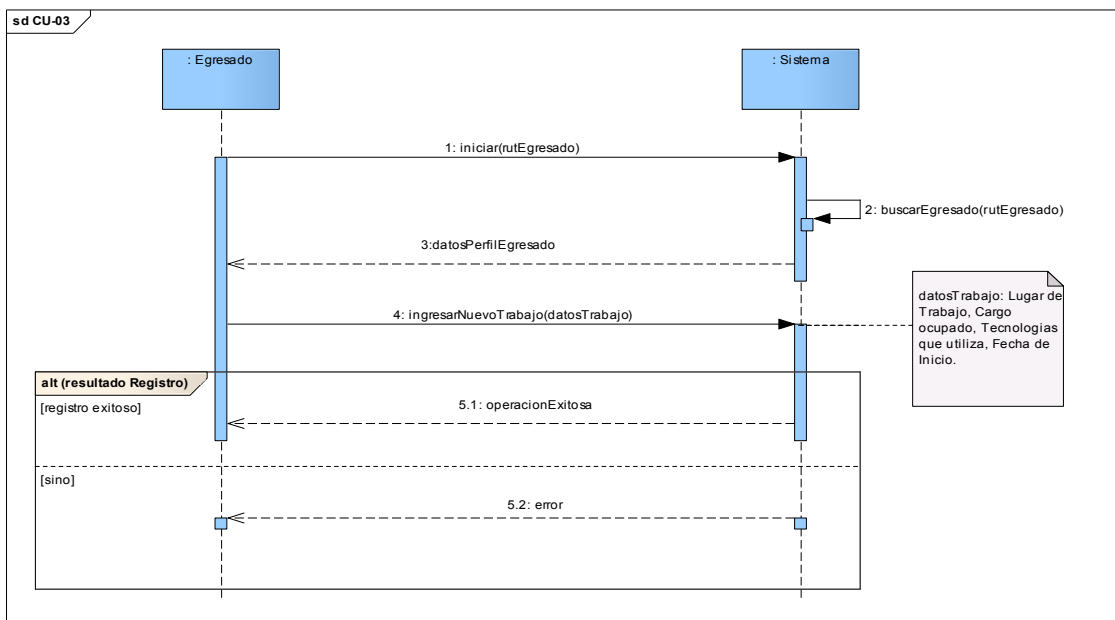 sd CU-03
: Egresado
: Sistema
1: iniciar(rutEgresado)
2: buscarEgresado(rutEgresado)
3:datosPerfilEgresado
4: ingresarNuevoTrabajo(datosTrabajo)
datosTrabajo: Lugar de
Trabajo, Cargo
ocupado, Tecnologias
que utiliza, Fecha de
Inicio.
alt (resultado Registro)
[registro exitoso]
5.1: operacionExitosa
[sino]
5.2: error